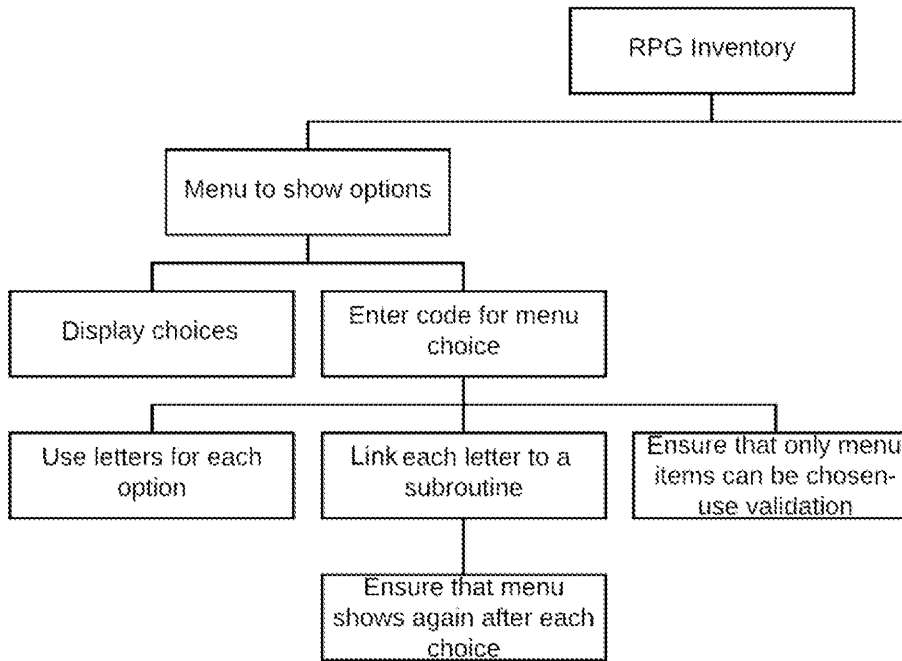 RPG Inventory
Menu to show options
Display choices
Enter code for menu
choice
Use letters for each
option
Link each letter to a
subroutine
Ensure that only menu
items can be chosen-
use validation
Ensure that menu
shows again after each
choice